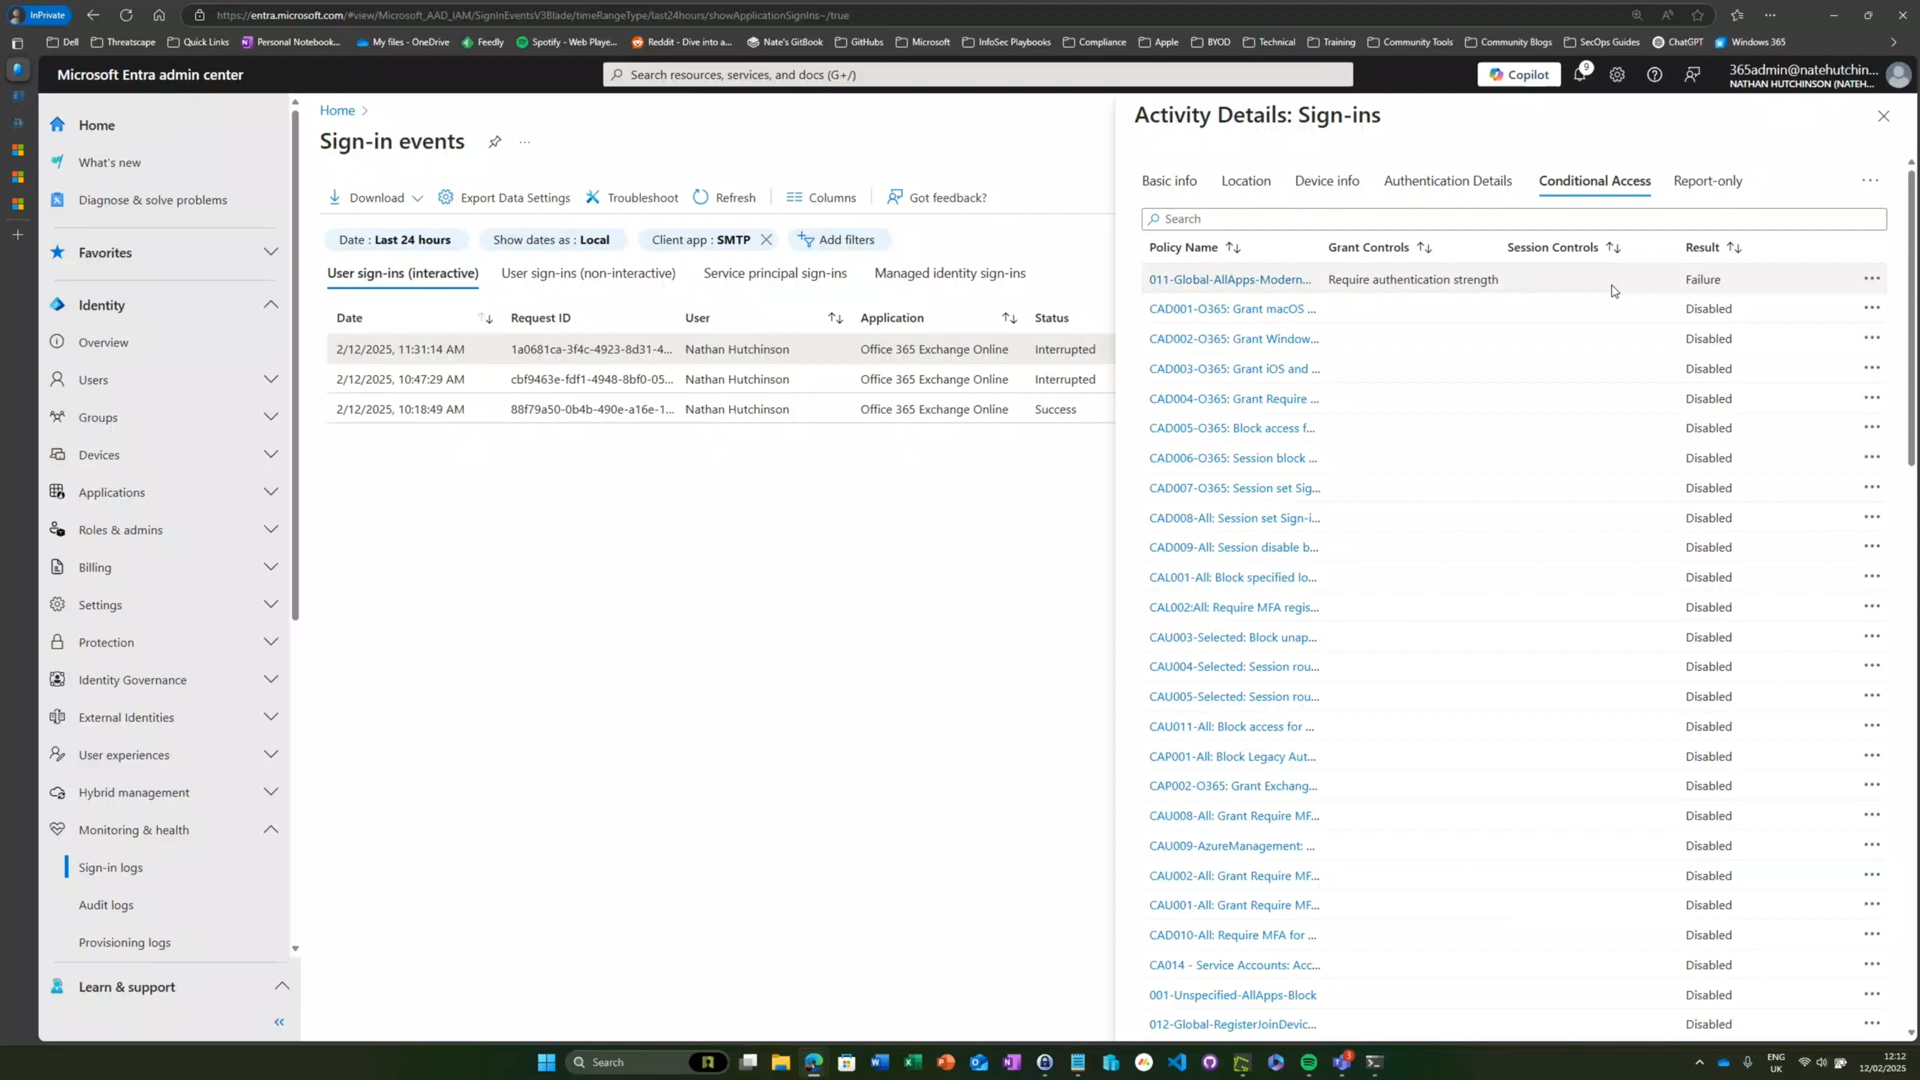 InPrivate
https://entra.microsoft.com/#view/Microsoft_AAD_IAM/SignInEventsV3Blade/timeRangeType/last24hours/showApplicationSignIns~/true
Dell
Threatscape
Quick Links
Personal Notebook...
My files - OneDrive
Feedly
Spotify - Web Playe...
Reddit - Dive into a...
Nate's GitBook
GitHubs
Microsoft
InfoSec Playbooks
Compliance
Apple
BYOD
Technical
Training
Community Tools
Community Blogs
SecOps Guides
ChatGPT
Windows 365
Microsoft Entra admin center
Search resources, services, and docs (G+/)
Copilot
9
365admin@natehutchin...
NATHAN HUTCHINSON (NATEH...
Home
What's new
Diagnose & solve problems
Favorites
Identity
Overview
Users
Groups
Devices
Applications
Roles & admins
Billing
Settings
Protection
Identity Governance
External Identities
User experiences
Hybrid management
Monitoring & health
Sign-in logs
Audit logs
Provisioning logs
Learn & support
Home
Sign-in events
Download
Export Data Settings
Troubleshoot
Refresh
Columns
Got feedback?
Date : Last 24 hours
Show dates as : Local
Client app : SMTP
Add filters
User sign-ins (interactive)
User sign-ins (non-interactive)
Service principal sign-ins
Managed identity sign-ins
Date Request ID User Application Status
2/12/2025, 11:31:14 AM 1a0681ca-3f4c-4923-8d31-4... Nathan Hutchinson Office 365 Exchange Online Interrupted
2/12/2025, 10:47:29 AM cbf9463e-fdf1-4948-8bf0-05... Nathan Hutchinson Office 365 Exchange Online Interrupted
2/12/2025, 10:18:49 AM 88f79a50-0b4b-490e-a16e-1... Nathan Hutchinson Office 365 Exchange Online Success
Activity Details: Sign-ins
Basic info
Location
Device info
Authentication Details
Conditional Access
Report-only
Search
Policy Name Grant Controls Session Controls Result
011-Global-AllApps-Modern... Require authentication strength Failure
CAD001-O365: Grant macOS ... Disabled
CAD002-O365: Grant Window... Disabled
CAD003-O365: Grant iOS and ... Disabled
CAD004-O365: Grant Require ... Disabled
CAD005-O365: Block access f... Disabled
CAD006-O365: Session block ... Disabled
CAD007-O365: Session set Sig... Disabled
CAD008-All: Session set Sign-i... Disabled
CAD009-All: Session disable b... Disabled
CAL001-All: Block specified lo... Disabled
CAL002:All: Require MFA regis... Disabled
CAU003-Selected: Block unap... Disabled
CAU004-Selected: Session rou... Disabled
CAU005-Selected: Session rou... Disabled
CAU011-All: Block access for ... Disabled
CAP001-All: Block Legacy Aut... Disabled
CAP002-O365: Grant Exchang... Disabled
CAU008-All: Grant Require MF... Disabled
CAU009-AzureManagement: ... Disabled
CAU002-All: Grant Require MF... Disabled
CAU001-All: Grant Require MF... Disabled
CAD010-All: Require MFA for ... Disabled
CA014 - Service Accounts: Acc... Disabled
001-Unspecified-AllApps-Block Disabled
012-Global-RegisterJoinDevic... Disabled
Search
3
ENG
UK
12:12
12/02/2025